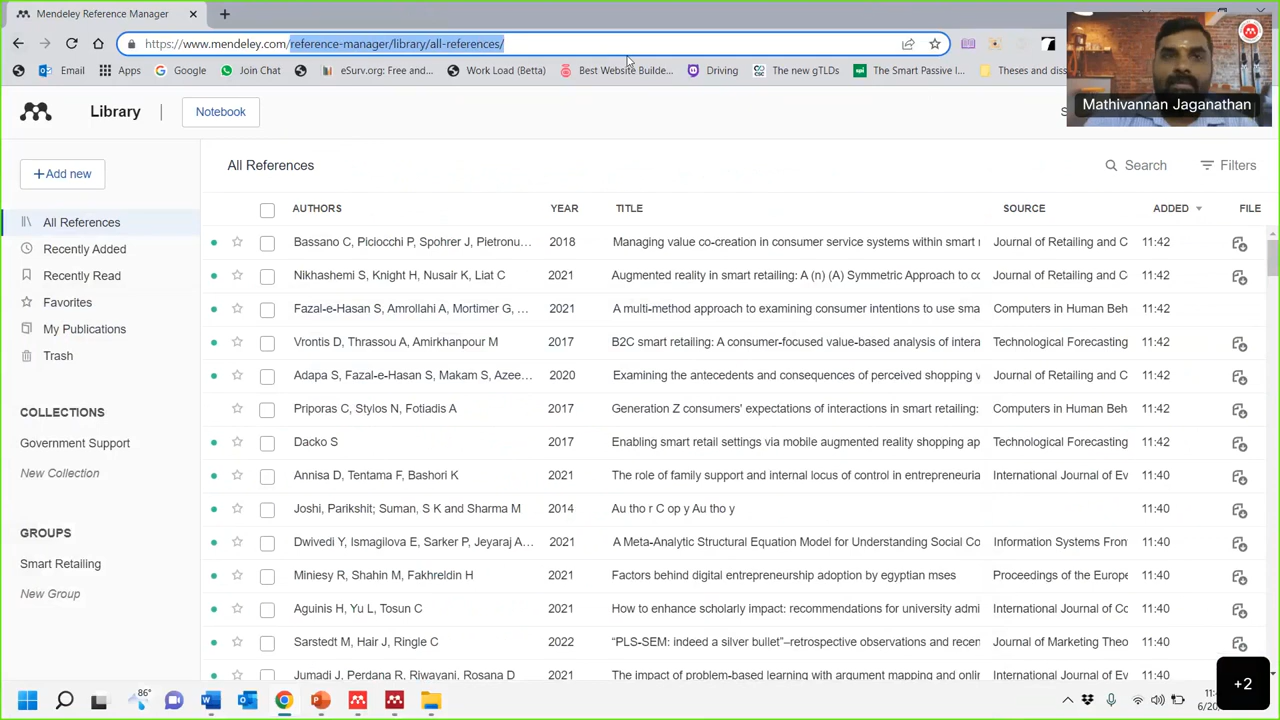 Mendeley Reference Manager
https://www.mendeley.com/reference-manager/library/all-references/
Email
Apps
Google
Join Chat
eSurvog: Free and...
Work Load (Betta)
Best Website Builde...
Driving
The new gTLDs
The Smart Passive I...
Theses and dis
Mathivannan Jaganathan
Library
Notebook
+Add new
All References
Search
Filters
AUTHORS YEAR TITLE SOURCE ADDED FILE
All References
Recently Added
Recently Read
Favorites
My Publications
Trash
COLLECTIONS
Government Support
New Collection
GROUPS
Smart Retailing
New Group
Bassano C, Piciocchi P, Spohrer J, Pietronu... 2018 Managing value co-creation in consumer service systems within smart r Journal of Retailing and C 11:42
Nikhashemi S, Knight H, Nusair K, Liat C 2021 Augmented reality in smart retailing: A (n) (A) Symmetric Approach to co Journal of Retailing and C 11:42
Fazal-e-Hasan S, Amrollahi A, Mortimer G, ... 2021 A multi-method approach to examining consumer intentions to use sma Computers in Human Beh 11:42
Vrontis D, Thrassou A, Amirkhanpour M 2017 B2C smart retailing: A consumer-focused value-based analysis of intera Technological Forecasting 11:42
Adapa S, Fazal-e-Hasan S, Makam S, Azee... 2020 Examining the antecedents and consequences of perceived shopping v Journal of Retailing and C 11:42
Priporas C, Stylos N, Fotiadis A 2017 Generation Z consumers' expectations of interactions in smart retailing: Computers in Human Beh 11:42
Dacko S 2017 Enabling smart retail settings via mobile augmented reality shopping ap Technological Forecasting 11:42
Annisa D, Tentama F, Bashori K 2021 The role of family support and internal locus of control in entrepreneuria International Journal of Ev 11:40
Joshi, Parikshit; Suman, S K and Sharma M 2014 Au tho r C op y Au tho y 11:40
Dwivedi Y, Ismagilova E, Sarker P, Jeyaraj A... 2021 A Meta-Analytic Structural Equation Model for Understanding Social Co Information Systems Fron 11:40
Miniesy R, Shahin M, Fakhreldin H 2021 Factors behind digital entrepreneurship adoption by egyptian mses Proceedings of the Europe 11:40
Aguinis H, Yu L, Tosun C 2021 How to enhance scholarly impact: recommendations for university admi International Journal of Co 11:40
Sarstedt M, Hair J, Ringle C 2022 “PLS-SEM: indeed a silver bullet”–retrospective observations and recen Journal of Marketing Theo 11:40
Jumadi J, Perdana R, Riwayani, Rosana D 2021 The impact of problem-based learning with argument mapping and onlin International Journal of Ev 11:40
86°
+2
6/20